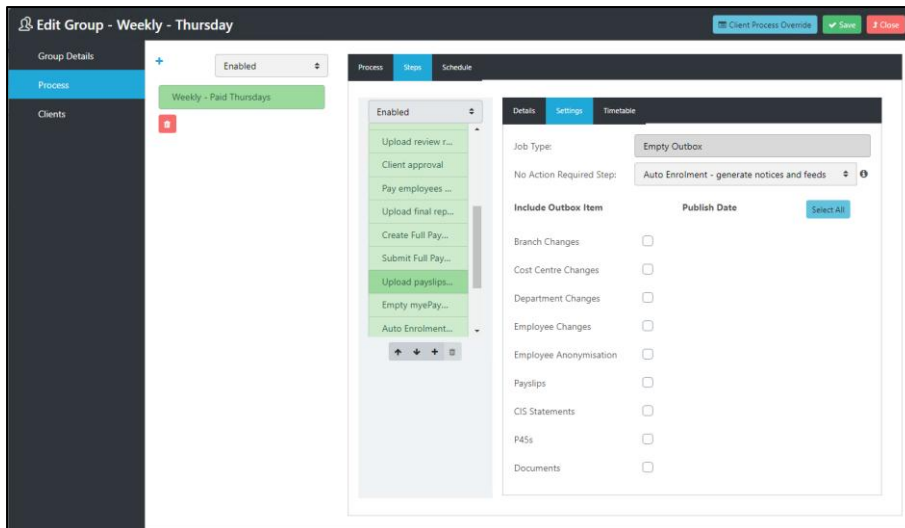 Edit Group - Weekly - Thursday
Client Process Override
Save
Close
Group Details
Process
Clients
Enabled
Weekly - Paid Thursdays
Process
Steps
Schedule
Enabled
Upload review r...
Client approval
Pay employees ...
Upload final rep...
Create Full Pay...
Submit Full Pay...
Upload payslips...
Empty myePay...
Auto Enrolment...
Details
Settings
Timetable
Job Type:
Empty Outbox
No Action Required Step:
Auto Enrolment - generate notices and feeds
Include Outbox Item
Publish Date
Select All
Branch Changes
Cost Centre Changes
Department Changes
Employee Changes
Employee Anonymisation
Payslips
CIS Statements
P45s
Documents